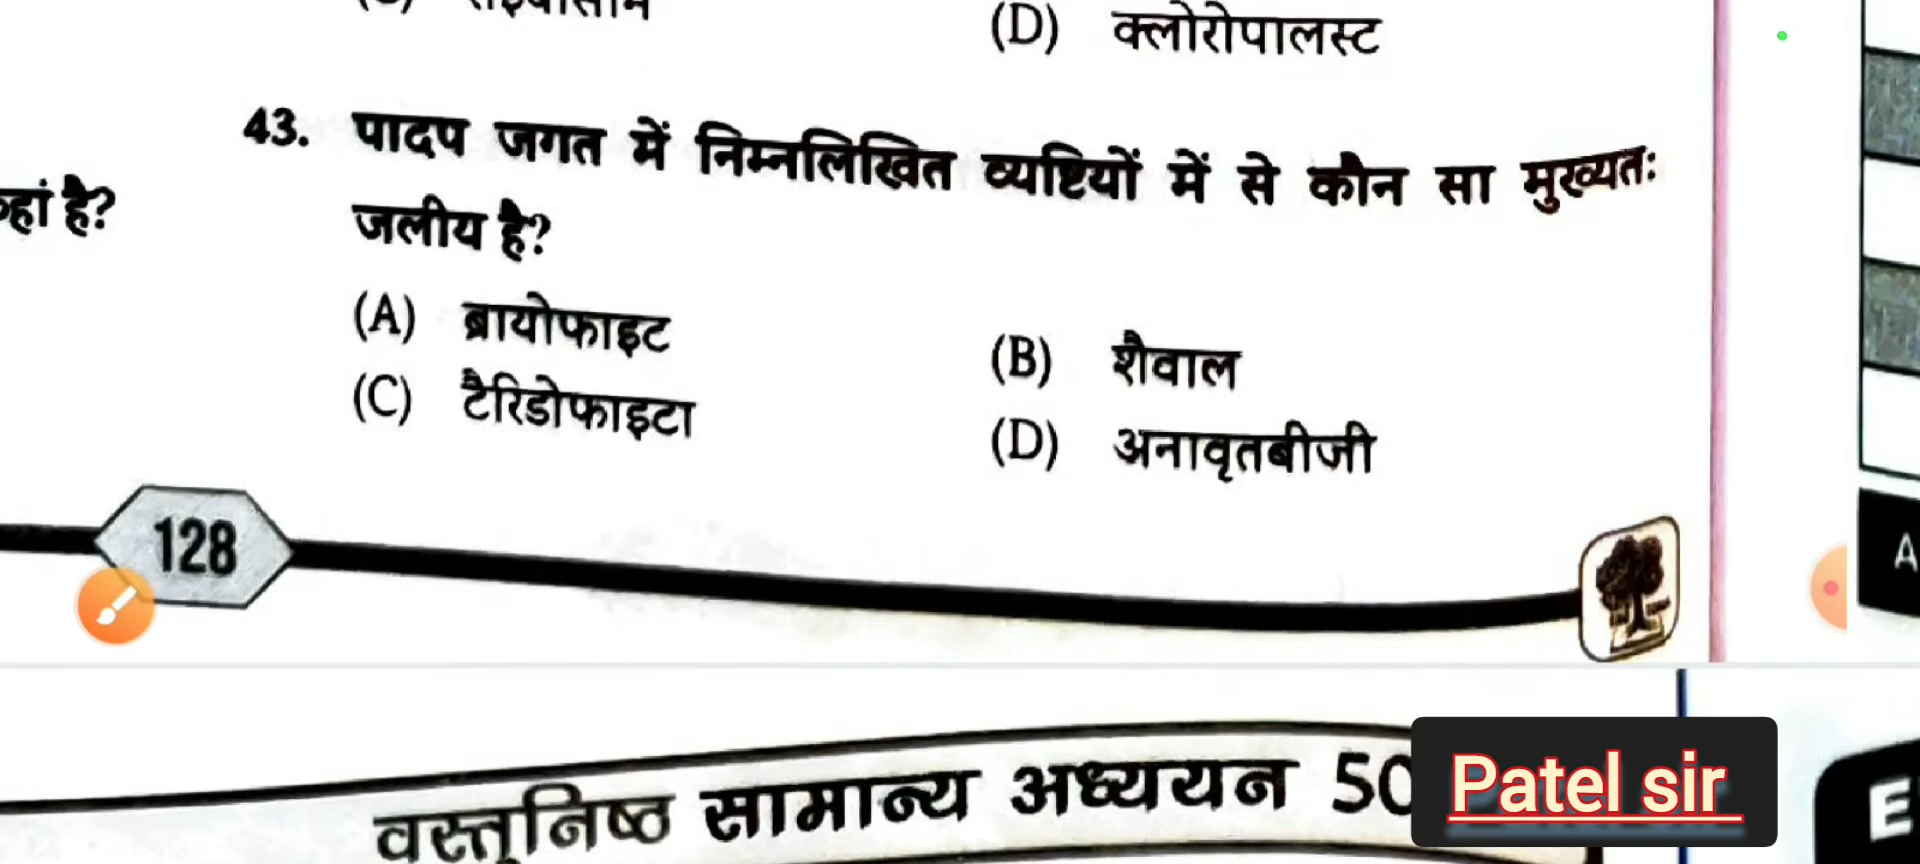 (D) क्लोरोपालस्ट
43. पादप जगत में निम्नलिखित व्यष्टियों में से कौन सा मुख्यतः
जलीय है?
हां है?
(A) ब्रायोफाइट
(B) शैवाल
(C) टैरिडोफाइटा
(D) अनावृतबीजी
128
A
वस्तुनिष्ठ सामान्य अध्ययन 50
Patel sir
E